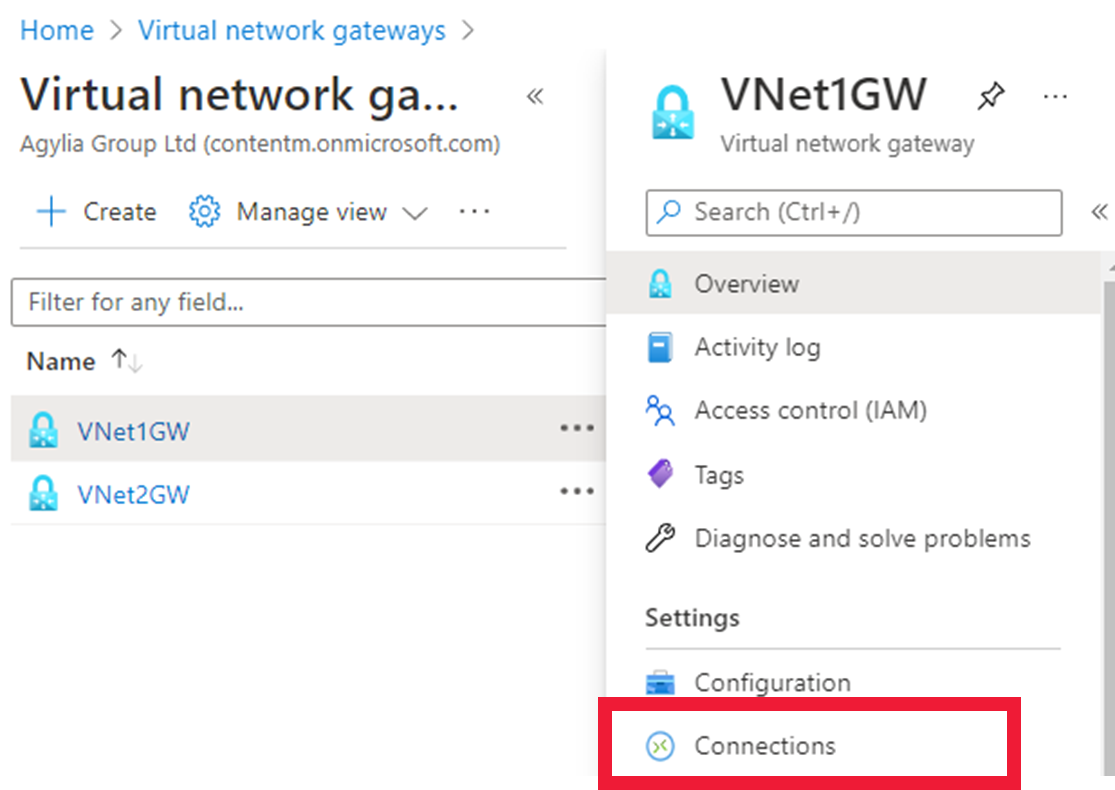 Home > Virtual network gateways >
Virtual network ga...
Agylia Group Ltd (contentm.onmicrosoft.com)
Create
Manage view
Filter for any field...
Name
VNet1GW
VNet2GW
VNet1GW
Virtual network gateway
Search (Ctrl+/)
Overview
Activity log
Access control (IAM)
Tags
Diagnose and solve problems
Settings
Configuration
Connections